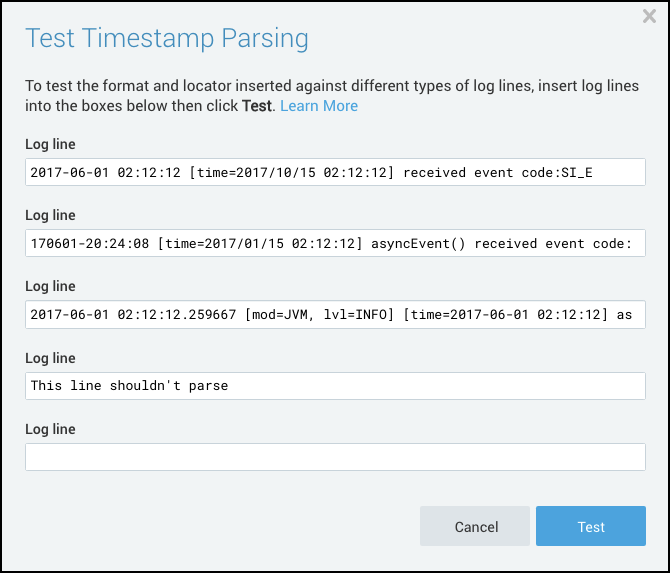 Test Timestamp Parsing
To test the format and locator inserted against different types of log lines, insert log lines
into the boxes below then click Test. Learn More
Log line
2017-06-01 02:12:12 [time=2017/10/15 02:12:12] received event code:SI_E
Log line
170601-20:24:08 [time=2017/01/15 02:12:12] asyncEvent() received event code:
Log line
2017-06-01 02:12:12.259667 [mod=JVM, lvl=INFO] [time=2017-06-01 02:12:12] as
Log line
This line shouldn't parse
Log line
Cancel Test